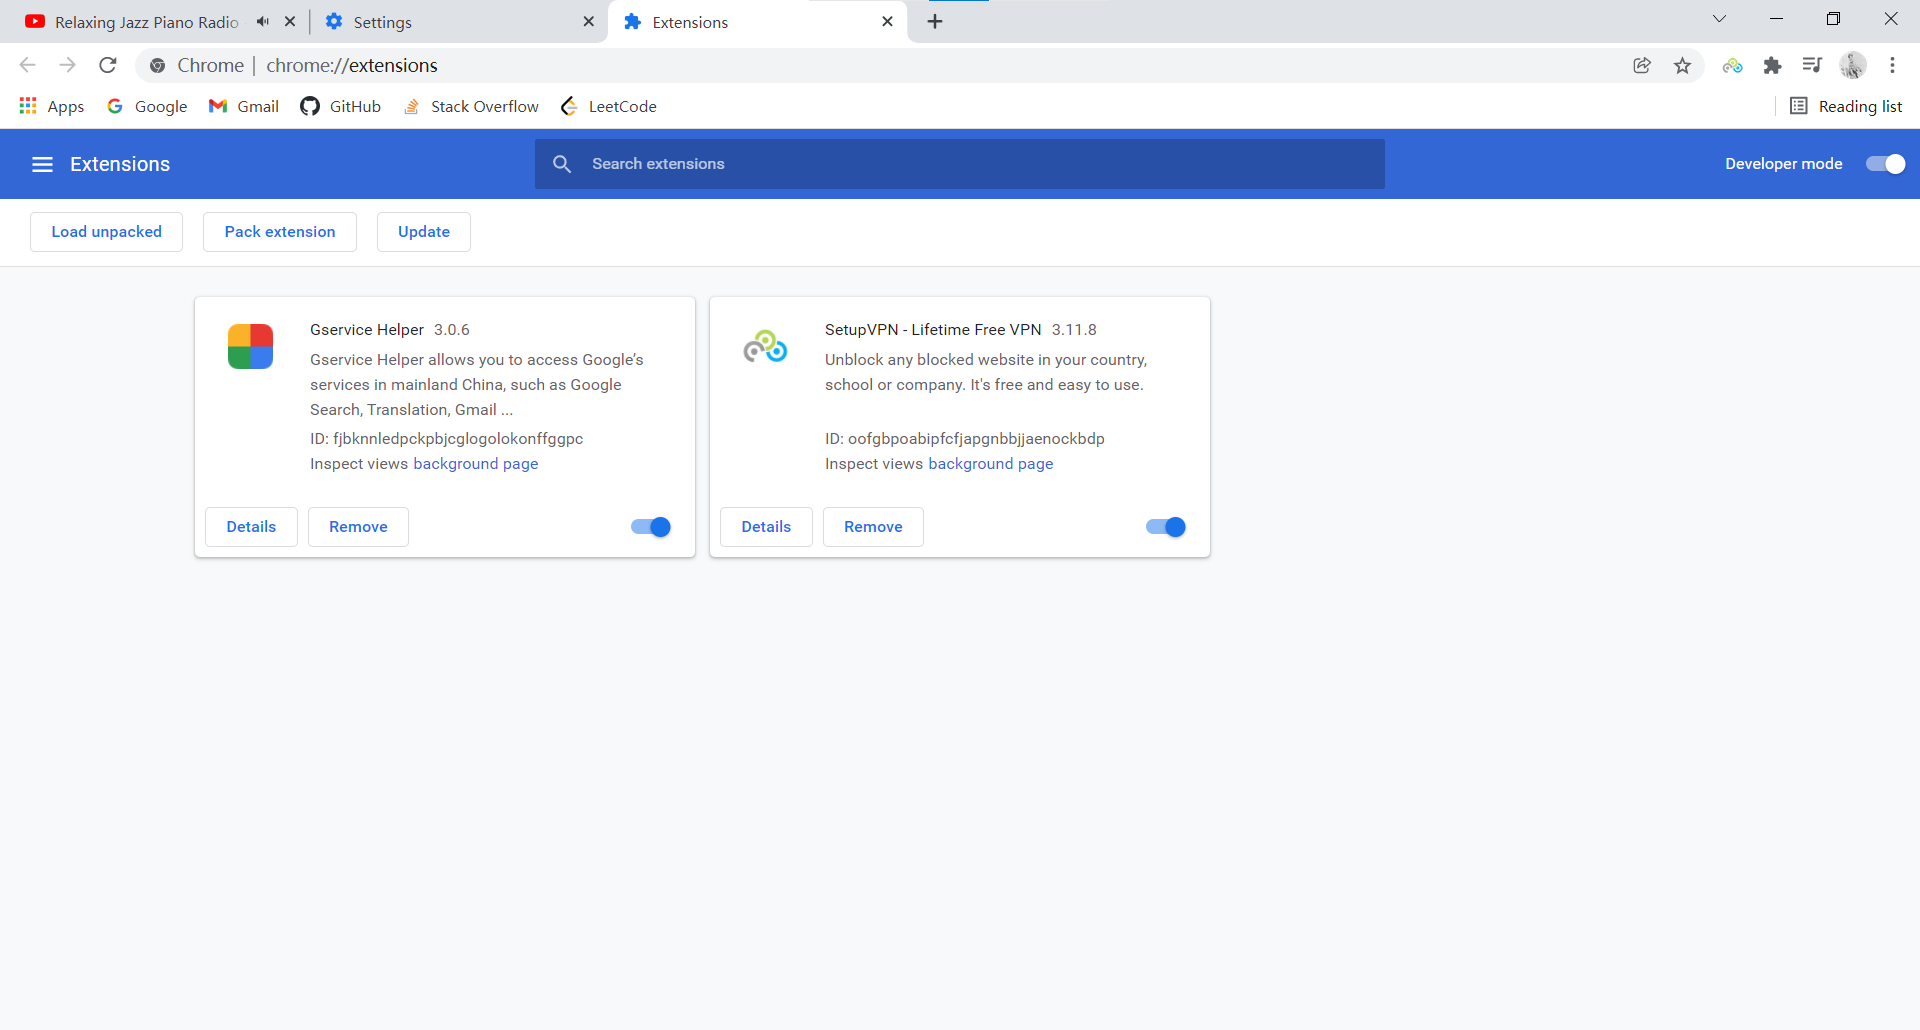 Relaxing Jazz Piano Radio
Settings
Extensions
Chrome | chrome://extensions
Apps
Google
Gmail
GitHub
Stack Overflow
LeetCode
Reading list
Extensions
Search extensions
Developer mode
Load unpacked
Pack extension
Update
Gservice Helper 3.0.6
Gservice Helper allows you to access Google’s
services in mainland China, such as Google
Search, Translation, Gmail ...
ID: fjbknnledpckpbjcglogolokonffggpc
Inspect views background page
Details
Remove
SetupVPN - Lifetime Free VPN 3.11.8
Unblock any blocked website in your country,
school or company. It's free and easy to use.
ID: oofgbpoabipfcfjapgnbbjjaenockbdp
Inspect views background page
Details
Remove